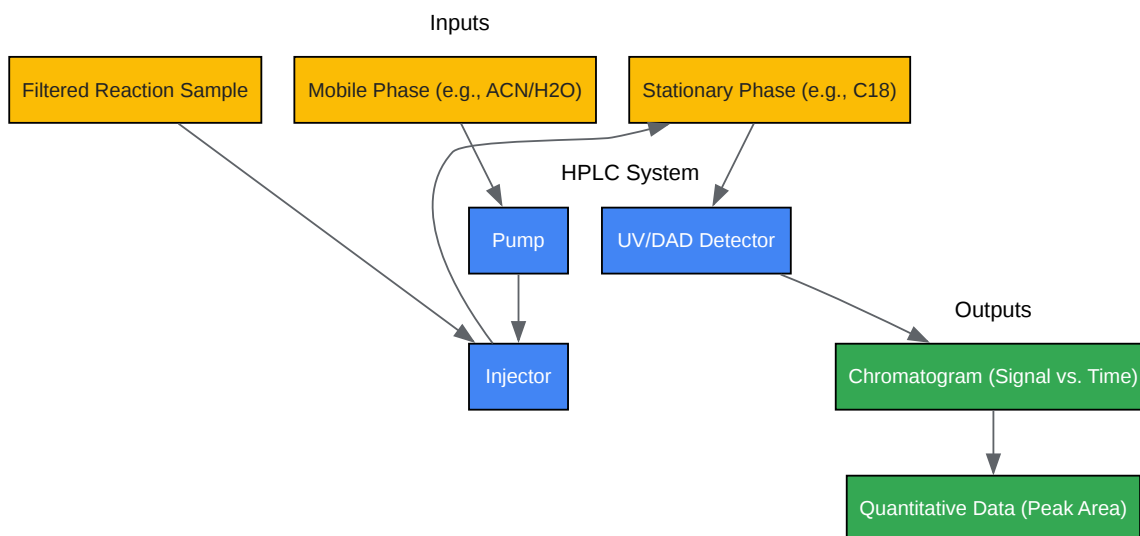 Inputs
Filtered Reaction Sample
Mobile Phase (e.g., ACN/H2O)
Stationary Phase (e.g., C18)
HPLC System
Pump
UV/DAD Detector
Outputs
Injector
Chromatogram (Signal vs. Time)
Quantitative Data (Peak Area)